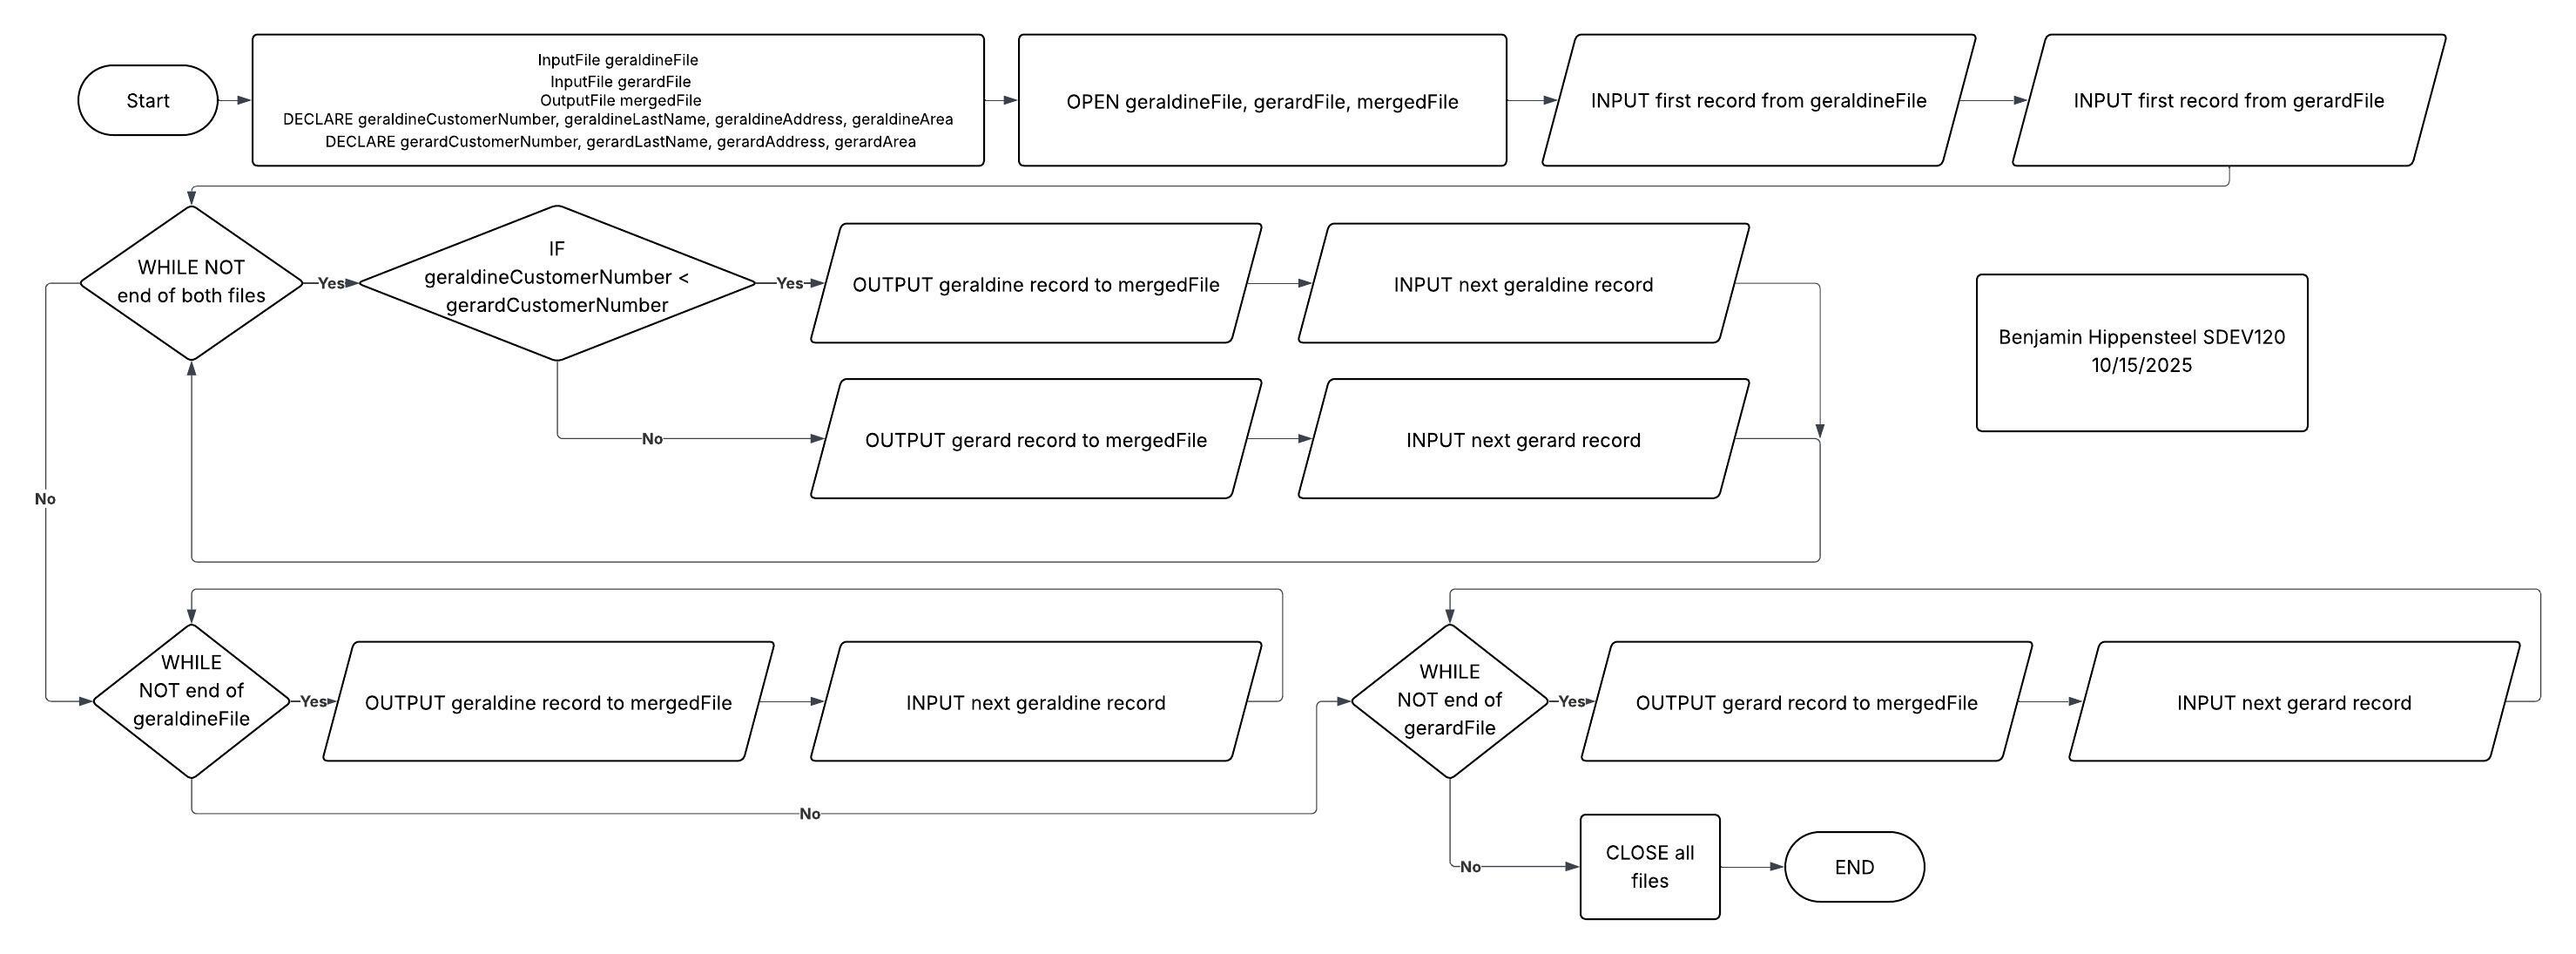 Start
InputFile geraldineFile
InputFile gerardFile
OutputFile mergedFile
DECLARE geraldineCustomerNumber, geraldineLastName, geraldineAddress, geraldineArea
DECLARE gerardCustomerNumber, gerardLastName, gerardAddress, gerardArea
OPEN geraldineFile, gerardFile, mergedFile
INPUT first record from geraldineFile
INPUT first record from gerardFile
WHILE NOT
end of both files
Yes
IF
geraldineCustomerNumber <
gerardCustomerNumber
Yes
OUTPUT geraldine record to mergedFile
INPUT next geraldine record
No
OUTPUT gerard record to mergedFile
INPUT next gerard record
Benjamin Hippensteel SDEV120
10/15/2025
No
WHILE
NOT end of
geraldineFile
Yes
OUTPUT geraldine record to mergedFile
INPUT next geraldine record
No
WHILE
NOT end of
gerardFile
Yes
OUTPUT gerard record to mergedFile
INPUT next gerard record
No
CLOSE all
files
END